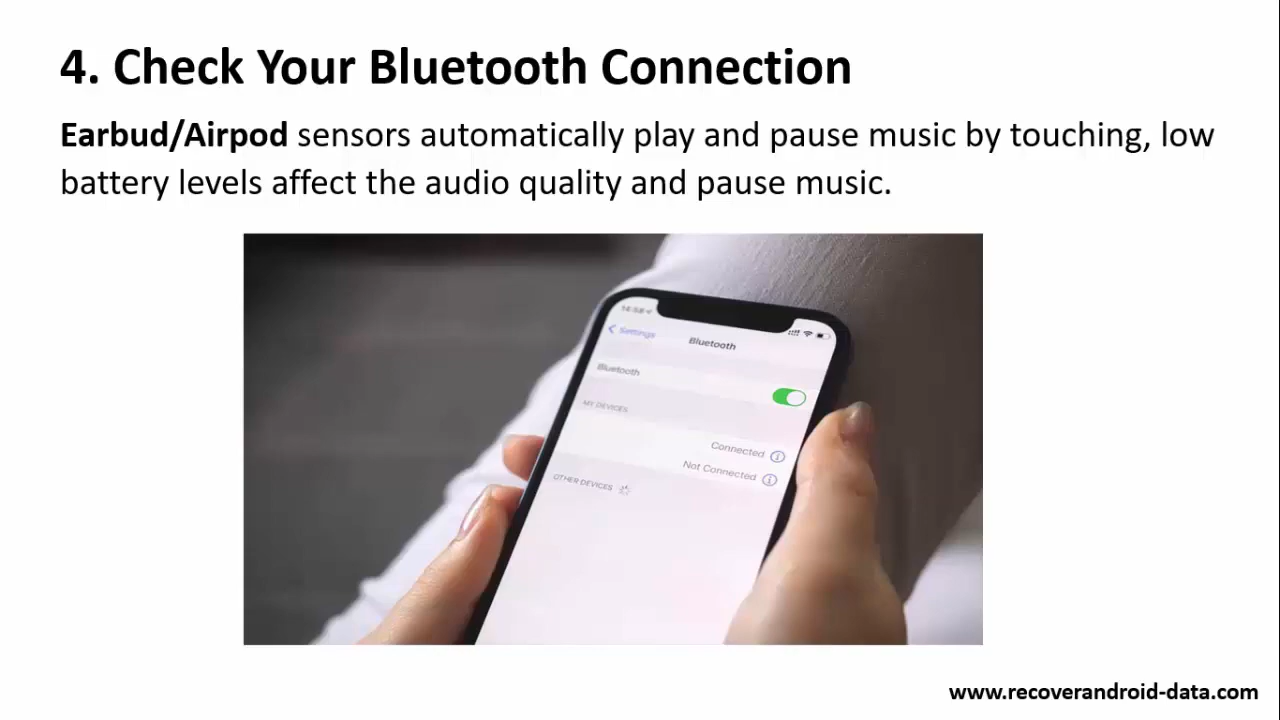 4. Check Your Bluetooth Connection
Earbud/Airpod sensors automatically play and pause music by touching, low
battery levels affect the audio quality and pause music.
14:58
Settings
Bluetooth
Bluetooth
MY DEVICES
Connected
Not Connected
OTHER DEVICES
www.recoverandroid-data.com